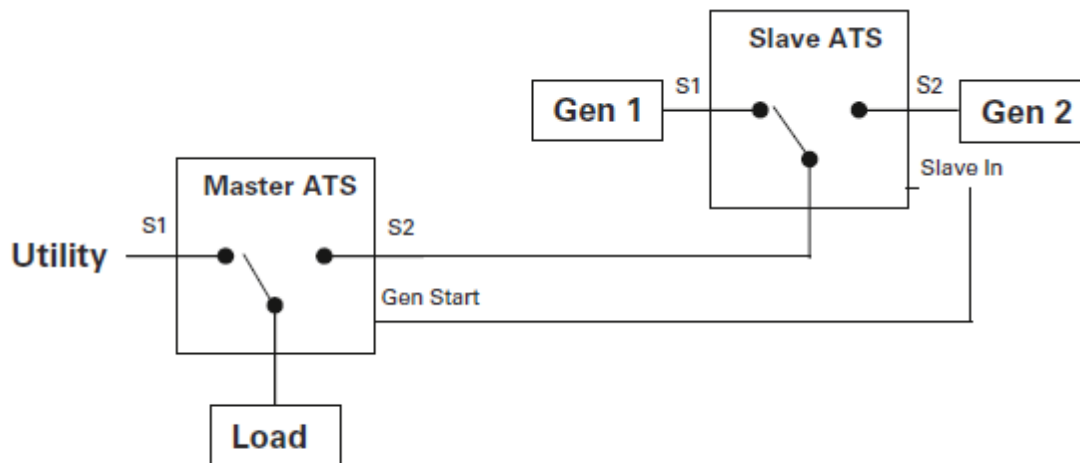 Slave ATS
S1
S2
Gen 1
Gen 2
Slave In
Master ATS
S1
S2
Utility
Gen Start
Load